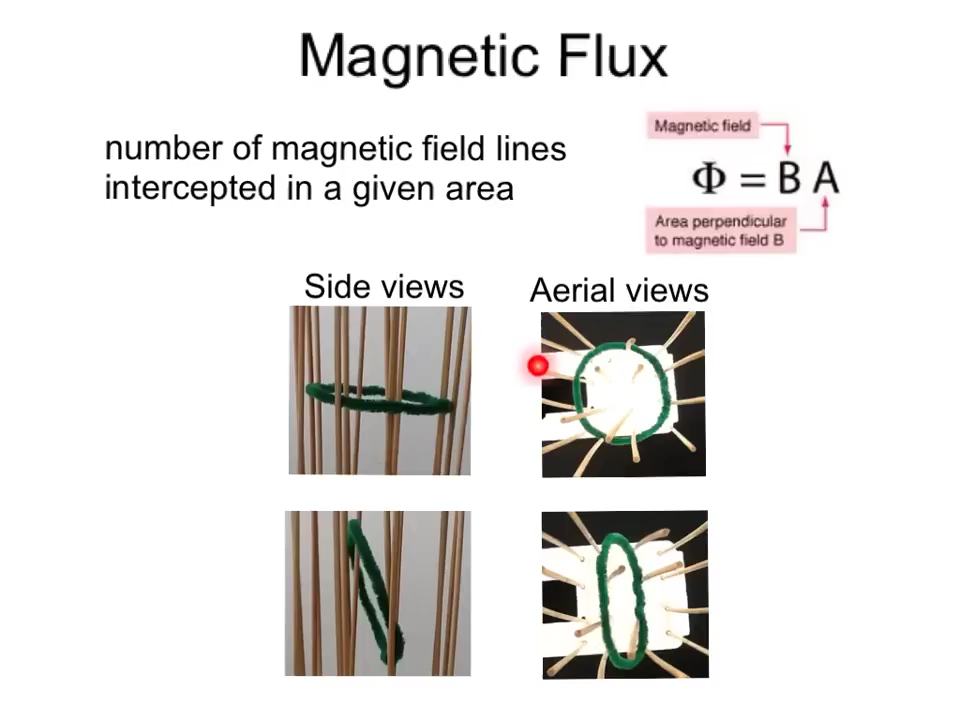 Magnetic Flux
number of magnetic field lines
intercepted in a given area
Magnetic field
Φ = B A
Area perpendicular
to magnetic field B
Side views
Aerial views